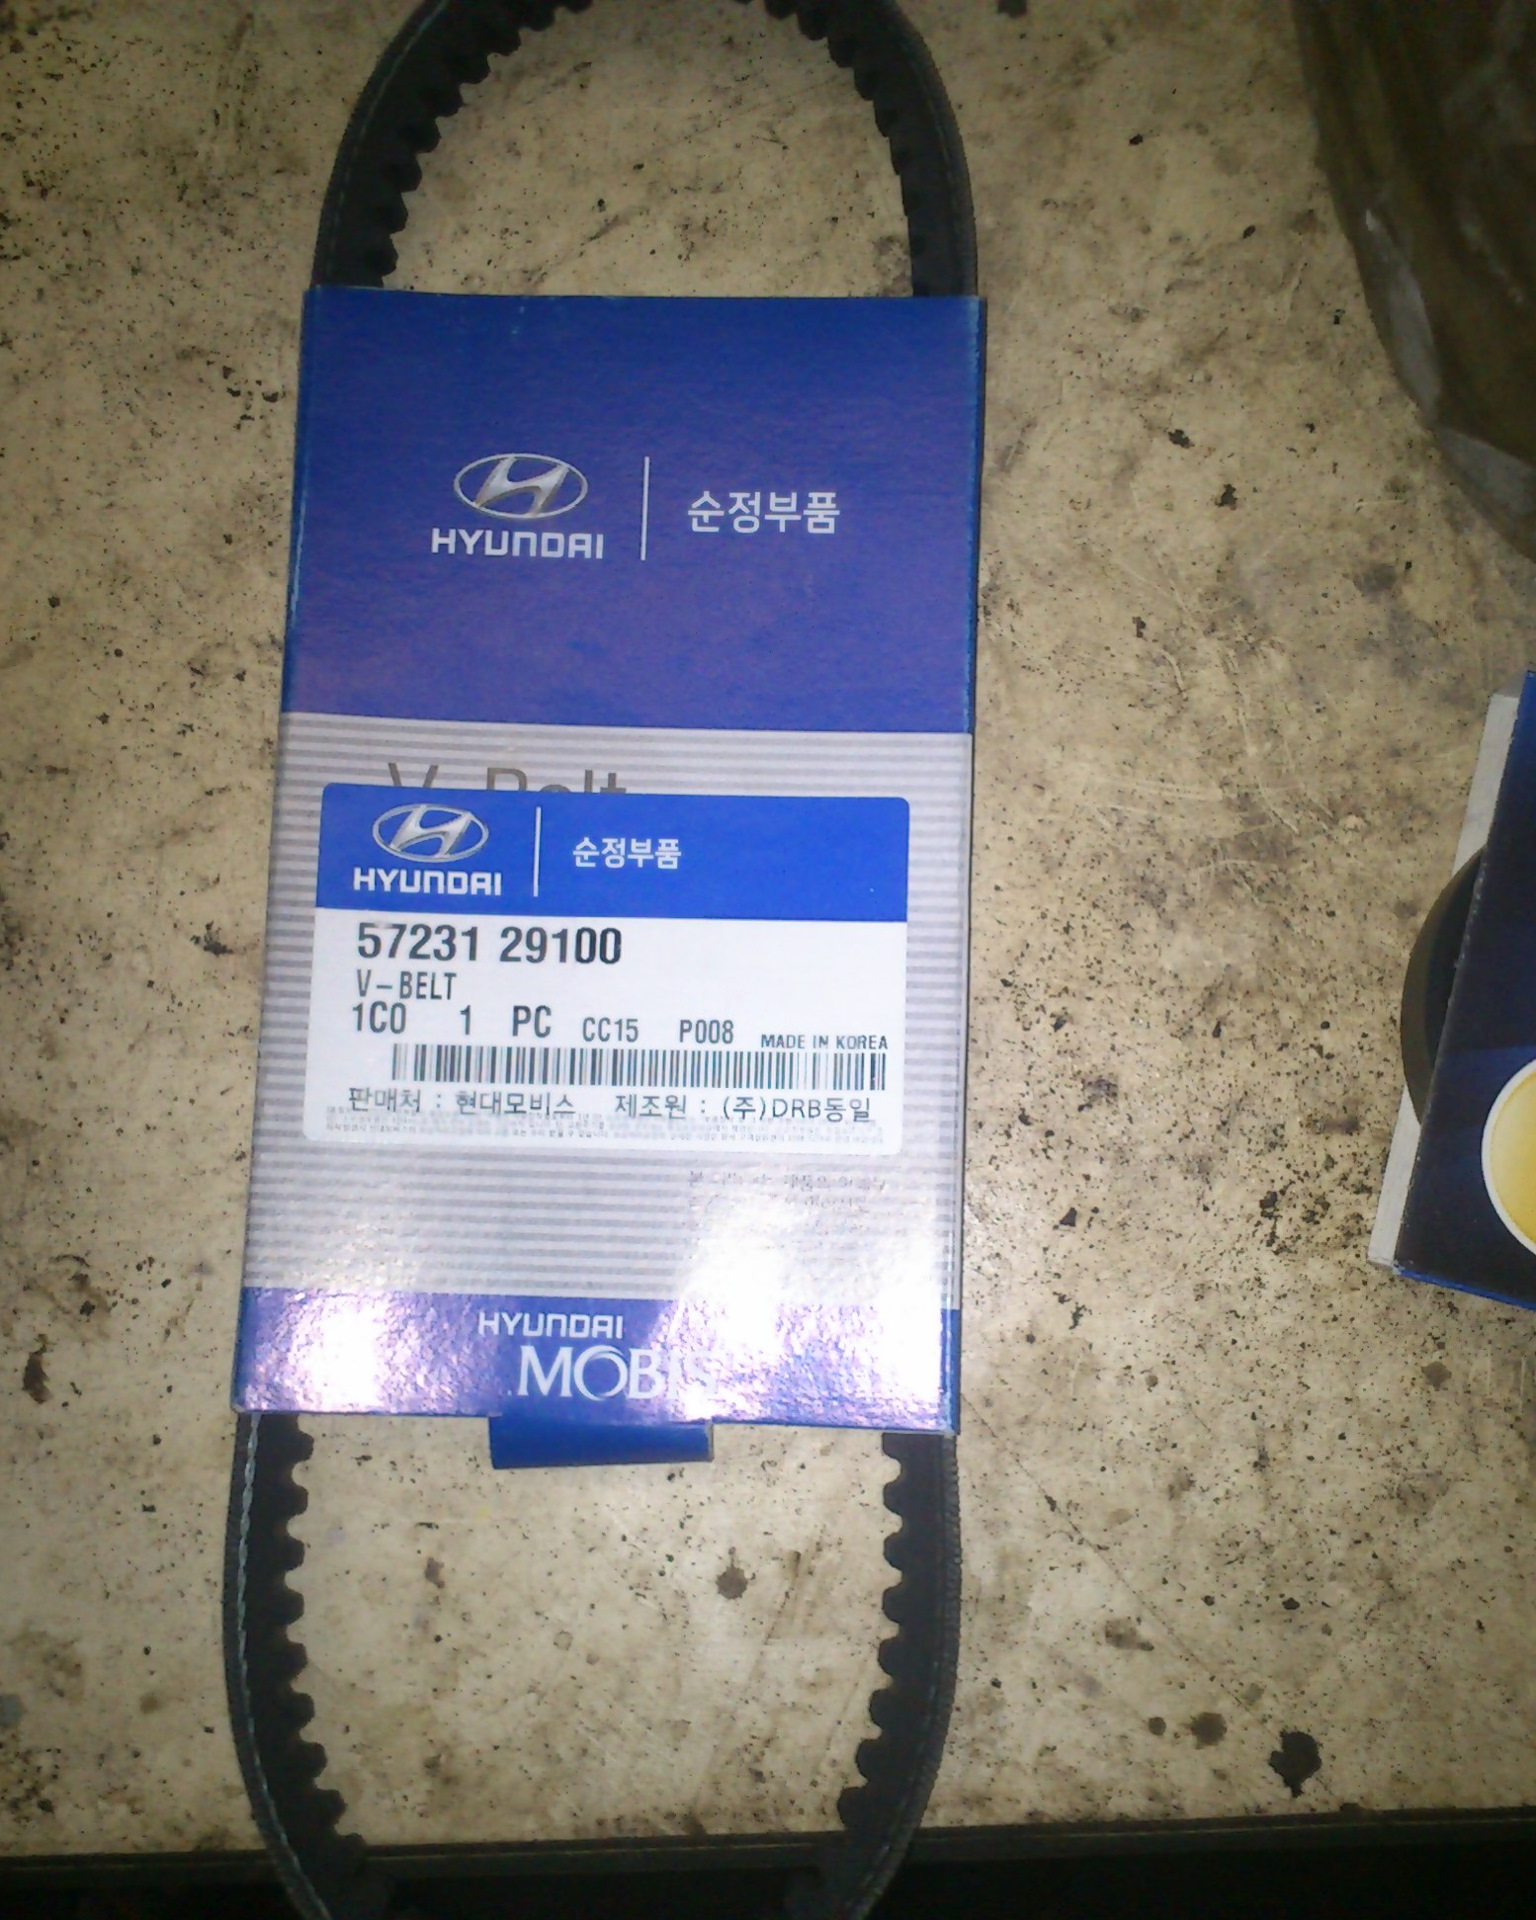 HYUNDAI 순정부품
V-Belt
HYUNDAI 순정부품
57231 29100
V-BELT
1C0 1 PC CC15 P008 MADE IN KOREA
판매처 : 현대모비스 제조원 : (주)DRB동일
HYUNDAI
MOBIS